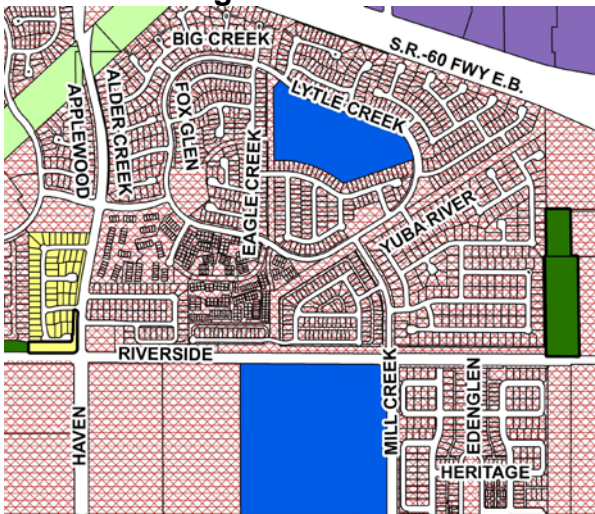 BIG CREEK
S.R.-60 FWY E.B.
LYTLE CREEK
APPLEWOOD
ALDER CREEK
FOX GLEN
EAGLE CREEK
YUBA RIVER
RIVERSIDE
HAVEN
MILL CREEK
EDENGLEN
HERITAGE